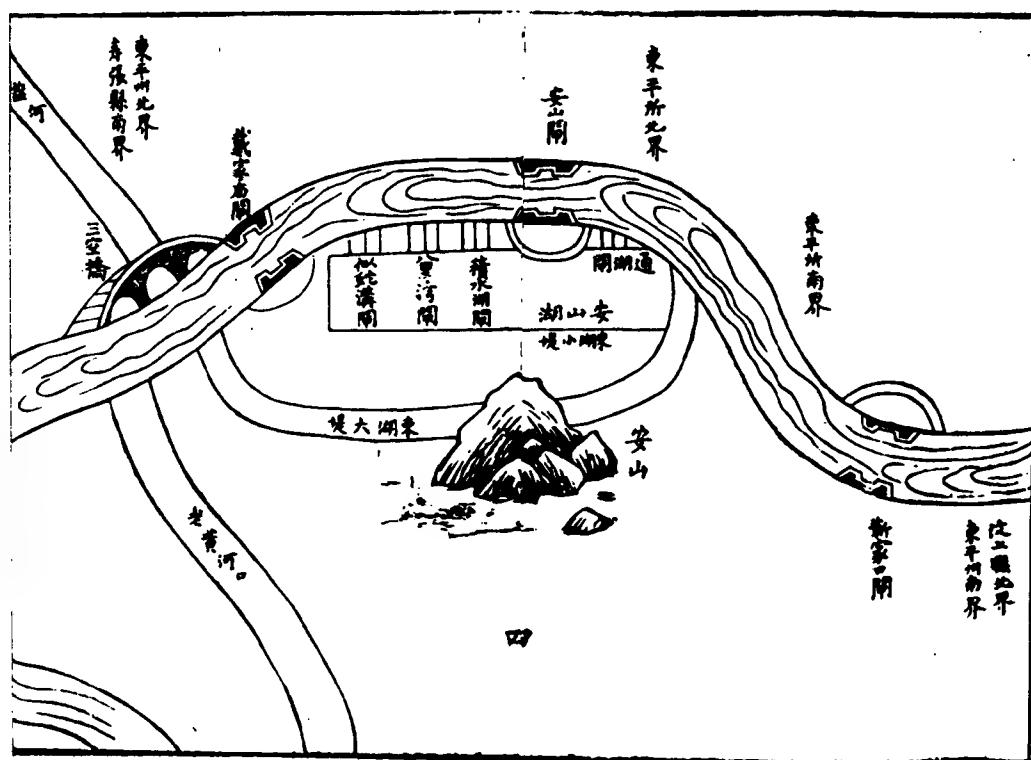 東平所北界
安山閘
東平州北界
壽張縣南界
鹽河
戴家廟閘
三空橋
東平所南界
通湖閘
積水湖閘
似蛇溝閘
安山湖
東湖小堤
東湖大堤
安山
老黃河口
靳家口閘
汶上縣北界
東平州南界
四